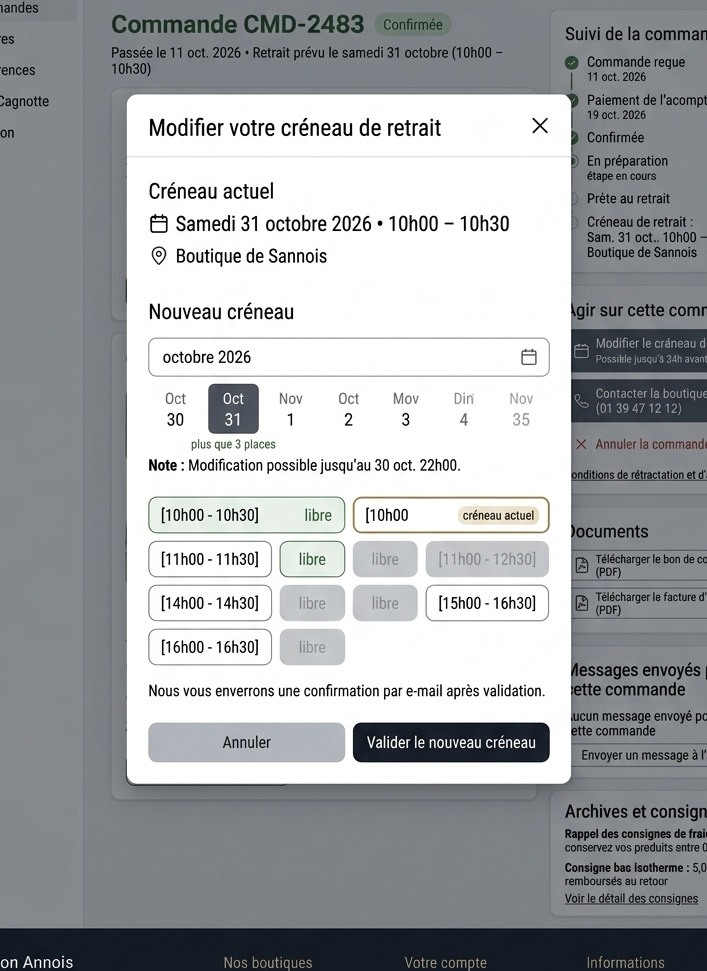 andes
res
rences
Cagnotte
on
Commande CMD-2483 Confirmée
Passée le 11 oct. 2026 • Retrait prévu le samedi 31 octobre (10h00 –
10h30)
Modifier votre créneau de retrait
Créneau actuel
Samedi 31 octobre 2026 • 10h00 – 10h30
Boutique de Sannois
Nouveau créneau
octobre 2026
Oct Oct Nov Oct Mov Din Nov
30 31 1 2 3 4 35
plus que 3 places
Note : Modification possible jusqu'au 30 oct. 22h00.
[10h00 - 10h30] libre [10h00 créneau actuel
[11h00 - 11h30] libre libre [11h00 - 12h30]
[14h00 - 14h30] libre libre [15h00 - 16h30]
[16h00 - 16h30] libre
Nous vous enverrons une confirmation par e-mail après validation.
Annuler Valider le nouveau créneau
Suivi de la comman
Commande reque
11 oct. 2026
Paiement de l'acompt
19 oct. 2026
Confirmée
En préparation
étape en cours
Prête au retrait
Créneau de retrait :
Sam. 31 oct.. 10h00 –
Boutique de Sannois
Agir sur cette comm
Modifier le créneau d
Possible jusqu'à 34h avant
Contacter la boutique
(01 39 47 12 12)
Annuler la command
onditions de rétractation et d'a
Documents
Télécharger le bon de co
(PDF)
Télécharger le facture d'
(PDF)
Messages envoyés p
cette commande
Aucun message envoyé po
cette commande
Envoyer un message à l'
Archives et consign
Rappel des consignes de fraî
conservez vos produits entre 0
Consigne bac isotherme : 5,0
remboursés au retour
Voir le détail des consignes
on Annois Nos boutiques Votre compte Informations